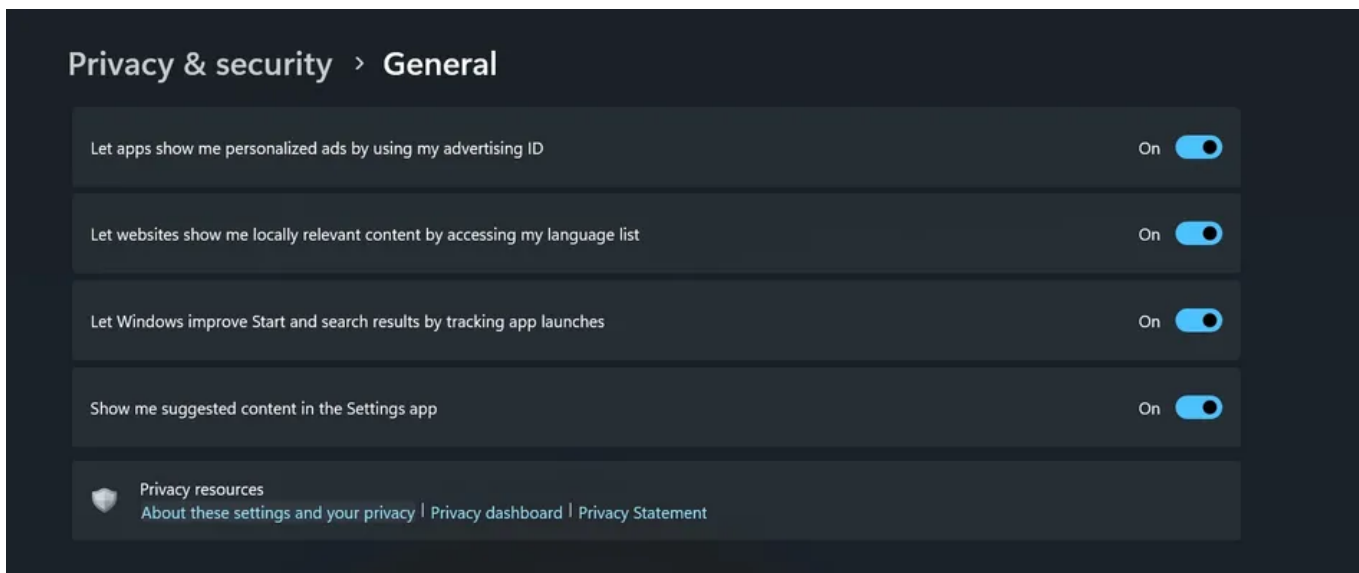 Privacy & security > General
Let apps show me personalized ads by using my advertising ID On
Let websites show me locally relevant content by accessing my language list On
Let Windows improve Start and search results by tracking app launches On
Show me suggested content in the Settings app On
Privacy resources
About these settings and your privacy | Privacy dashboard | Privacy Statement